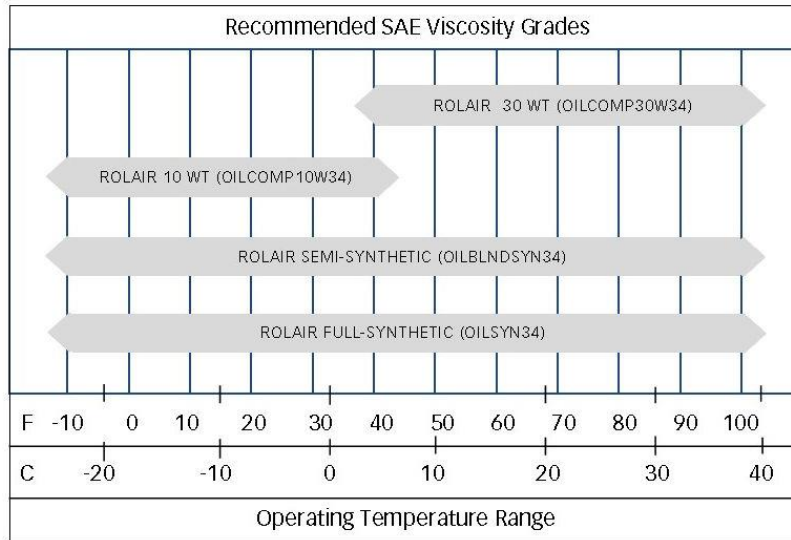 Recommended SAE Viscosity Grades
ROLAIR 30 WT (OILCOMP30W34)
ROLAIR 10 WT (OILCOMP10W34)
ROLAIR SEMI-SYNTHETIC (OILBLNDSYN34)
ROLAIR FULL-SYNTHETIC (OILSYN34)
F -10 0 10 20 30 40 50 60 70 80 90 100
C -20 -10 0 10 20 30 40
Operating Temperature Range